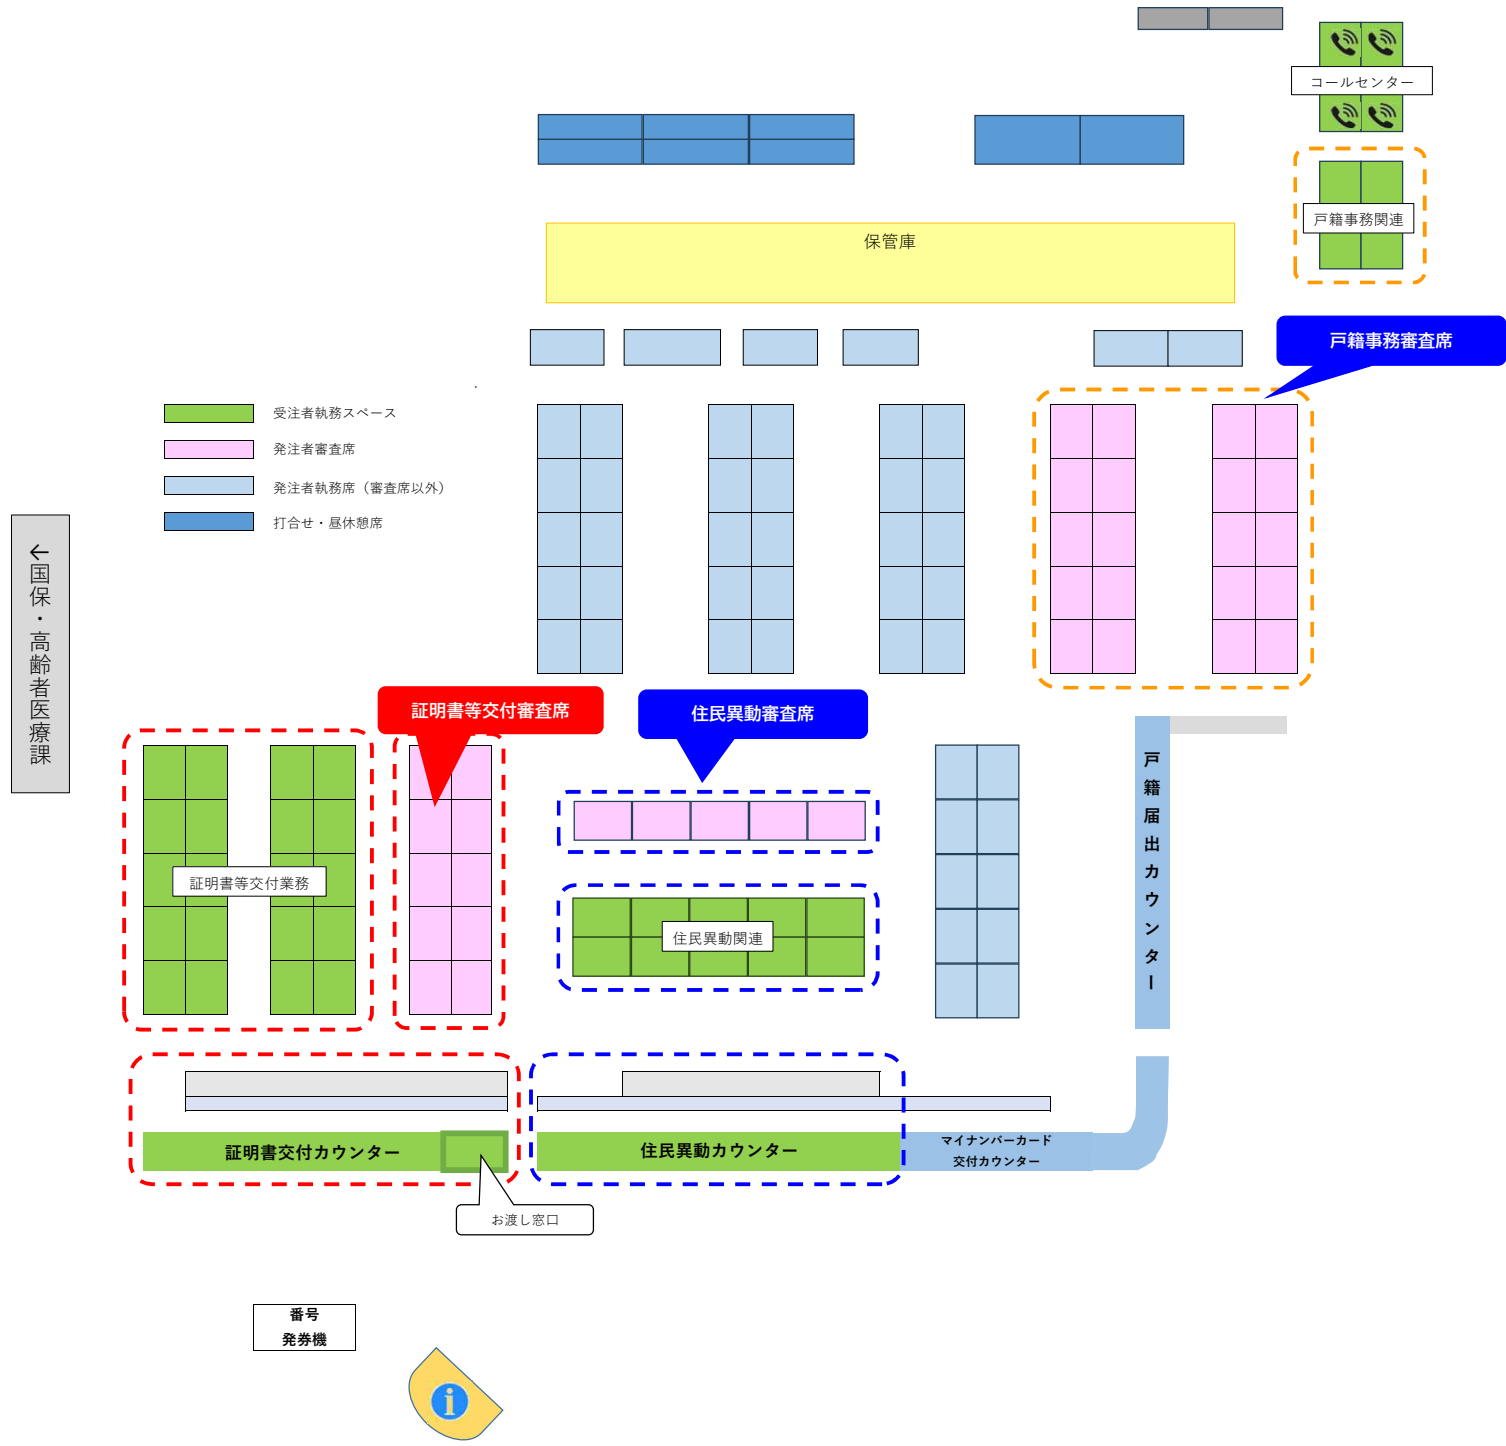 コールセンター
戸籍事務関連
保管庫
戸籍事務審査席
受注者執務スペース
発注者審査席
発注者執務席（審査席以外）
打合せ・昼休憩席
←国保・高齢者医療課
証明書等交付審査席
住民異動審査席
戸籍届出カウンター
証明書等交付業務
住民異動関連
証明書交付カウンター
住民異動カウンター
マイナンバーカード
交付カウンター
お渡し窓口
番号
発券機
i